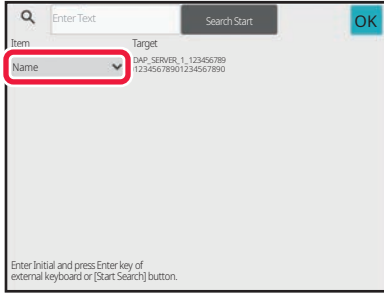 Enter Text
Search Start
OK
Item
Target
Name
DAP_SERVER_1_123456789
012345678901234567890
Enter Initial and press Enter key of
external keyboard or [Start Search] button.